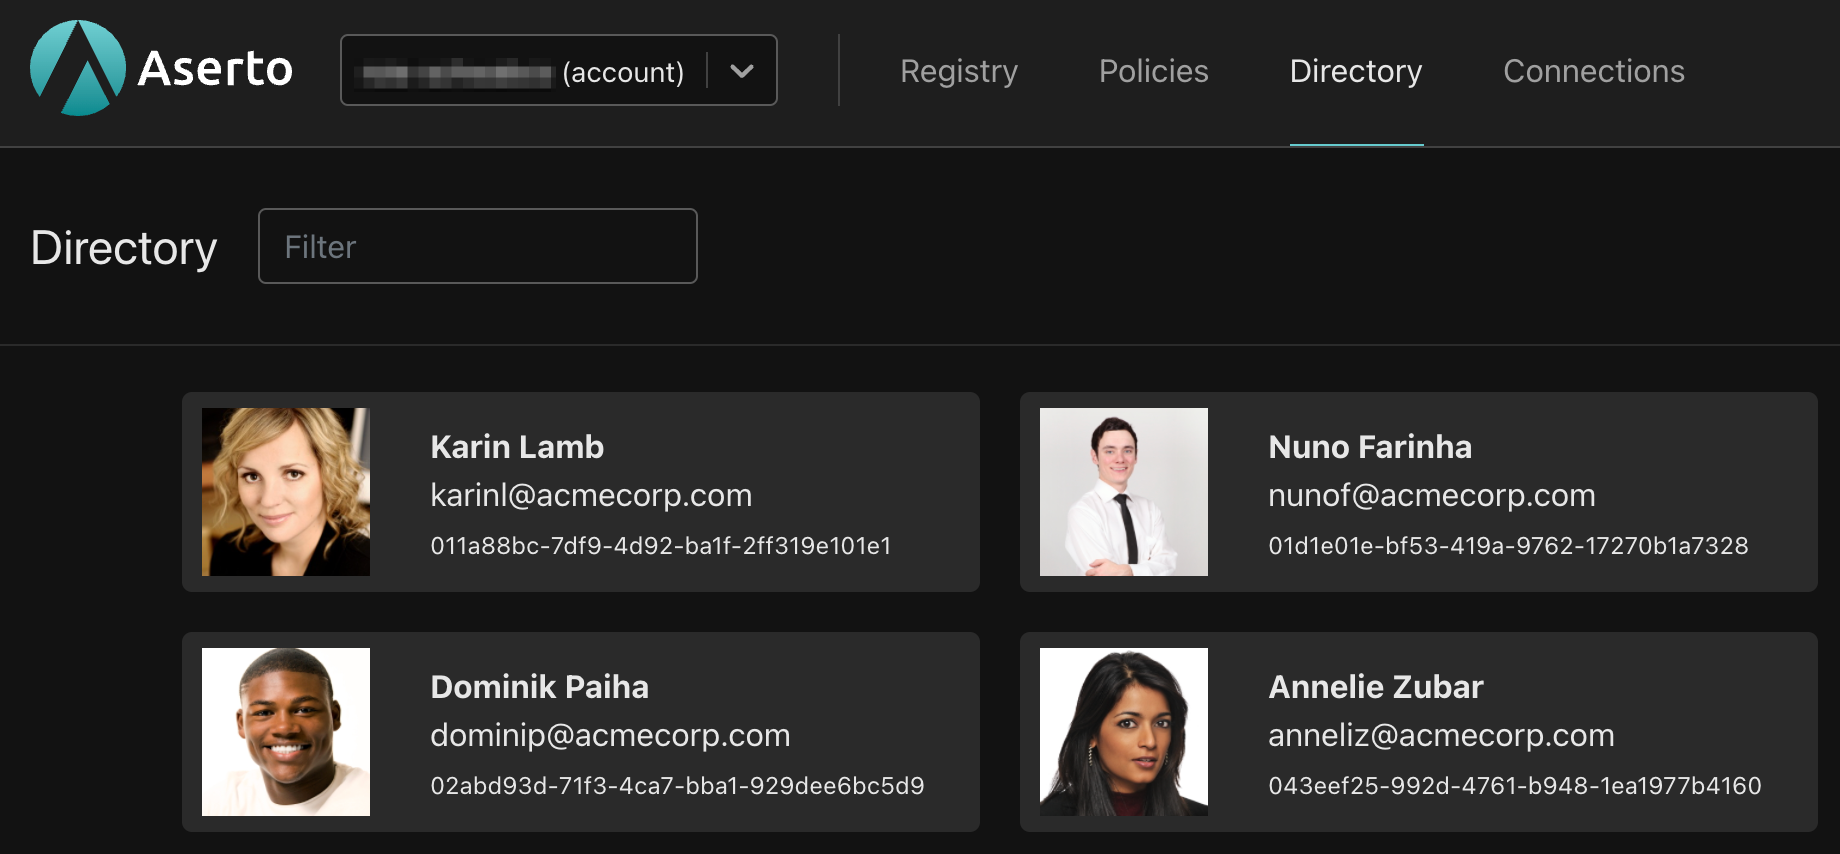 Aserto
(account)
Registry
Policies
Directory
Connections
Directory
Filter
Karin Lamb
karinl@acmecorp.com
011a88bc-7df9-4d92-ba1f-2ff319e101e1
Nuno Farinha
nunof@acmecorp.com
01d1e01e-bf53-419a-9762-17270b1a7328
Dominik Paiha
dominip@acmecorp.com
02abd93d-71f3-4ca7-bba1-929dee6bc5d9
Annelie Zubar
anneliz@acmecorp.com
043eef25-992d-4761-b948-1ea1977b4160